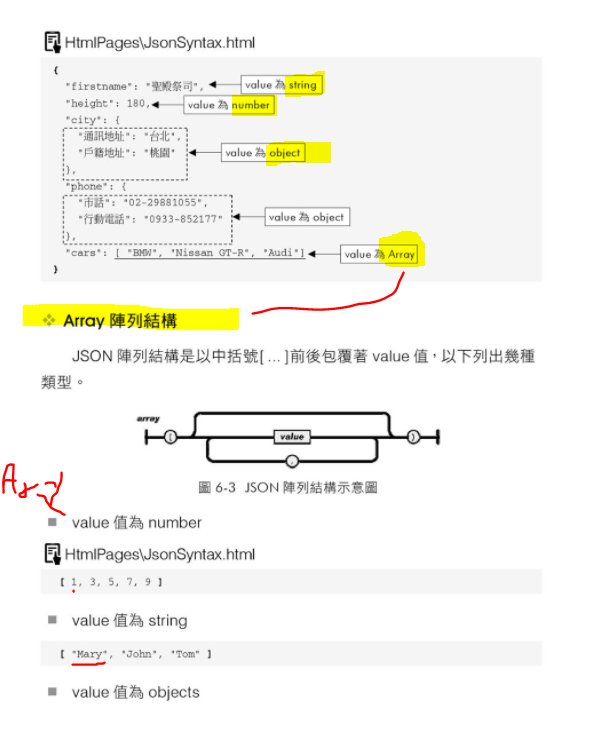 HtmlPages\JsonSyntax.html
{
"firstname": "聖殿祭司", value 為 string
"height": 180, value 為 number
"city": {
"通訊地址": "台北",
"戶籍地址": "桃園" value 為 object
},
"phone": {
"市話": "02-29881055",
"行動電話": "0933-852177" value 為 object
},
"cars": [ "BMW", "Nissan GT-R", "Audi"] value 為 Array
}
Array 陣列結構
JSON 陣列結構是以中括號[ ... ]前後包覆著 value 值，以下列出幾種
類型。
array
[ value ]
,
圖 6-3 JSON 陣列結構示意圖
value 值為 number
HtmlPages\JsonSyntax.html
[ 1, 3, 5, 7, 9 ]
value 值為 string
[ "Mary", "John", "Tom" ]
value 值為 objects